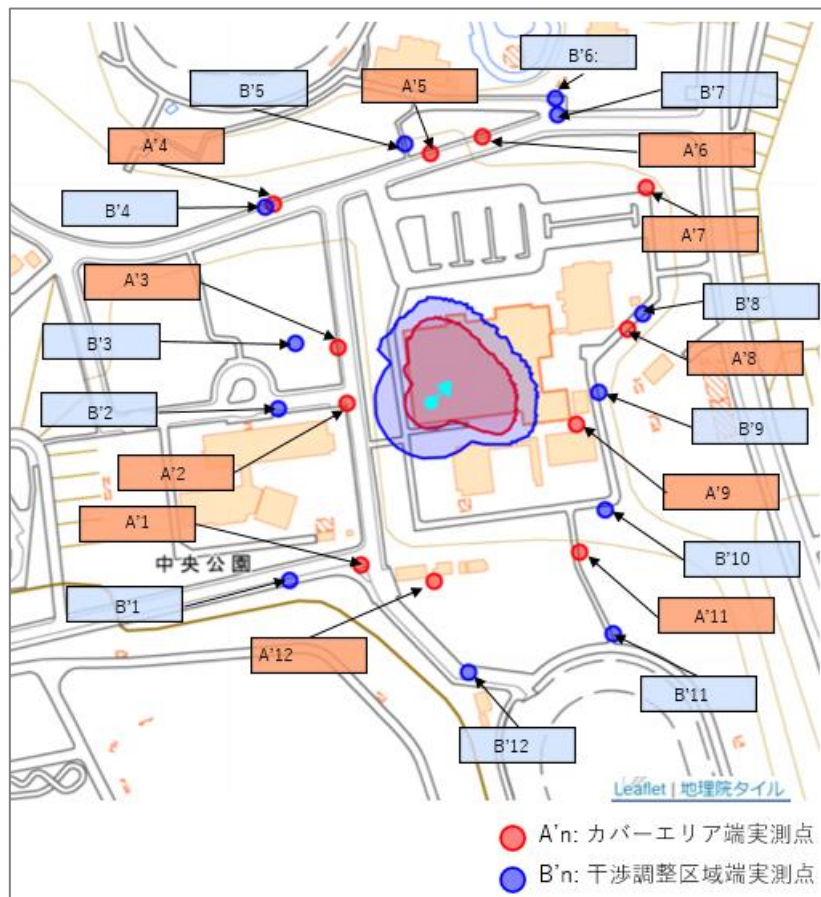 B'6:
B'5
A'5
B'7
A'4
A'6
B'4
A'7
A'3
B'8
B'3
A'8
B'2
B'9
A'2
A'9
A'1
中央公園
B'10
B'1
A'11
A'12
B'11
B'12
Leaflet | 地理院タイル
A'n: カバーエリア端実測点
B'n: 干渉調整区域端実測点